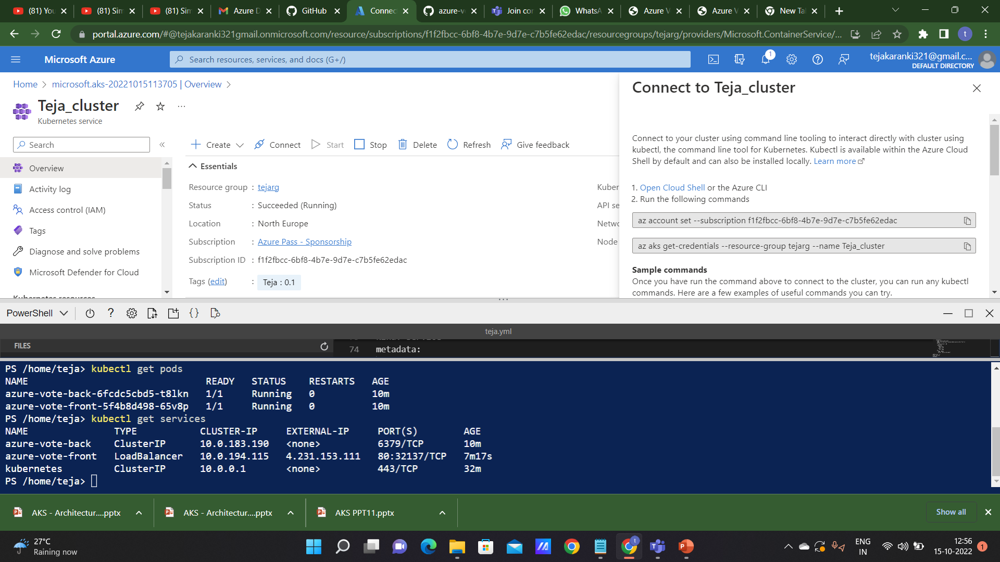 (81) Yo
(81) Sim
(81) Sim
Azure D
GitHub
Connec
azure-vo
Join con
WhatsA
Azure V
Azure V
New Tab
portal.azure.com/#@tejakaranki321gmail.onmicrosoft.com/resource/subscriptions/f1f2fbcc-6bf8-4b7e-9d7e-c7b5fe62edac/resourcegroups/tejarg/providers/Microsoft.ContainerService/...
t
Microsoft Azure
Search resources, services, and docs (G+/)
1
tejakaranki321@gmail.c...
DEFAULT DIRECTORY
Home > microsoft.aks-20221015113705 | Overview >
Teja_cluster
Kubernetes service
Search
Overview
Activity log
Access control (IAM)
Tags
Diagnose and solve problems
Microsoft Defender for Cloud
Kubernetes resources
Create
Connect
Start
Stop
Delete
Refresh
Give feedback
Essentials
Resource group : tejarg
Status : Succeeded (Running)
Location : North Europe
Subscription : Azure Pass - Sponsorship
Subscription ID : f1f2fbcc-6bf8-4b7e-9d7e-c7b5fe62edac
Tags (edit) : Teja : 0.1
Kuber
API se
Netwo
Node
Connect to Teja_cluster
Connect to your cluster using command line tooling to interact directly with cluster using
kubectl, the command line tool for Kubernetes. Kubectl is available within the Azure Cloud
Shell by default and can also be installed locally. Learn more
1. Open Cloud Shell or the Azure CLI
2. Run the following commands
az account set --subscription f1f2fbcc-6bf8-4b7e-9d7e-c7b5fe62edac
az aks get-credentials --resource-group tejarg --name Teja_cluster
Sample commands
Once you have run the command above to connect to the cluster, you can run any kubectl
commands. Here are a few examples of useful commands you can try.
PowerShell
teja.yml
FILES
74 metadata:
PS /home/teja> kubectl get pods
NAME READY STATUS RESTARTS AGE
azure-vote-back-6fcdc5cbd5-t8lkn 1/1 Running 0 10m
azure-vote-front-5f4b8d498-65v8p 1/1 Running 0 10m
PS /home/teja> kubectl get services
NAME TYPE CLUSTER-IP EXTERNAL-IP PORT(S) AGE
azure-vote-back ClusterIP 10.0.183.190 <none> 6379/TCP 10m
azure-vote-front LoadBalancer 10.0.194.115 4.231.153.111 80:32137/TCP 7m17s
kubernetes ClusterIP 10.0.0.1 <none> 443/TCP 32m
PS /home/teja>
AKS - Architectur....pptx
AKS - Architectur....pptx
AKS PPT11.pptx
Show all
27°C
Raining now
ENG
IN
12:56
15-10-2022
1